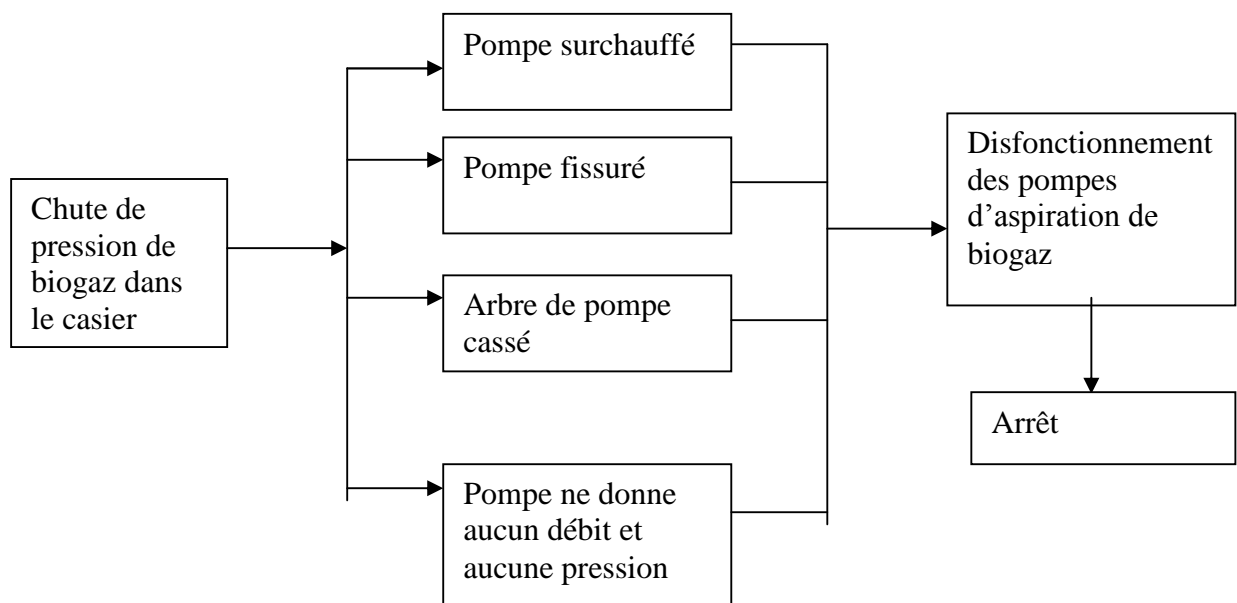 Chute de
pression de
biogaz dans
le casier
Pompe surchauffé
Pompe fissuré
Arbre de pompe
cassé
Pompe ne donne
aucun débit et
aucune pression
Disfonctionnement
des pompes
d’aspiration de
biogaz
Arrêt